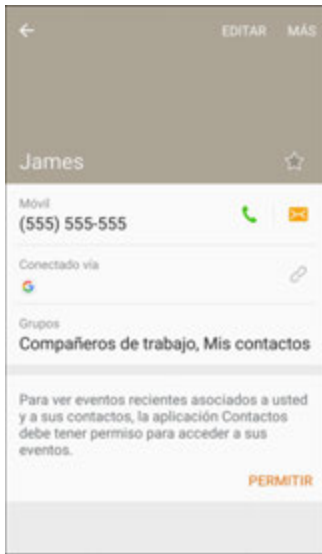 EDITAR MÁS
James
Móvil
(555) 555-555
Conectado vía
Grupos
Compañeros de trabajo, Mis contactos
Para ver eventos recientes asociados a usted
y a sus contactos, la aplicación Contactos
debe tener permiso para acceder a sus
eventos.
PERMITIR